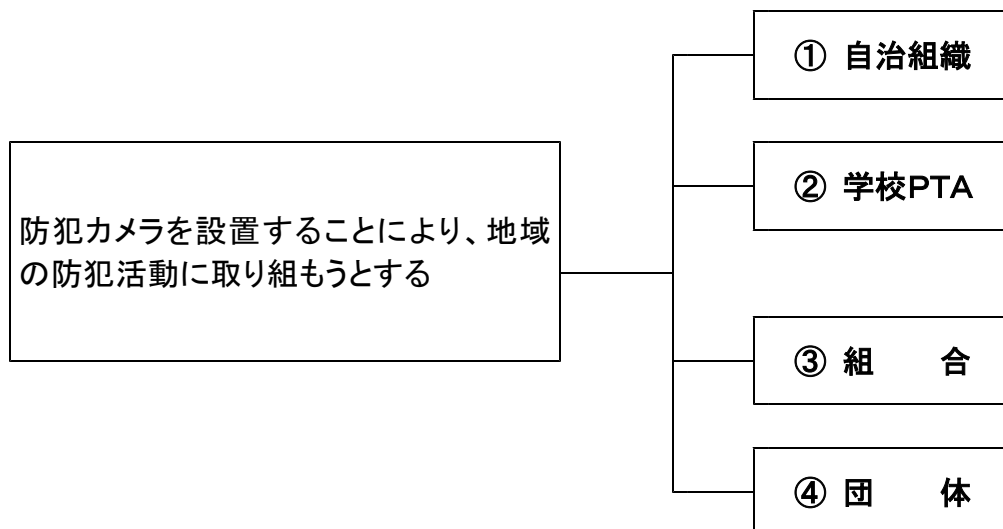 ① 自治組織
② 学校PTA
防犯カメラを設置することにより、地域
の防犯活動に取り組もうとする
③ 組　　合
④ 団　　体